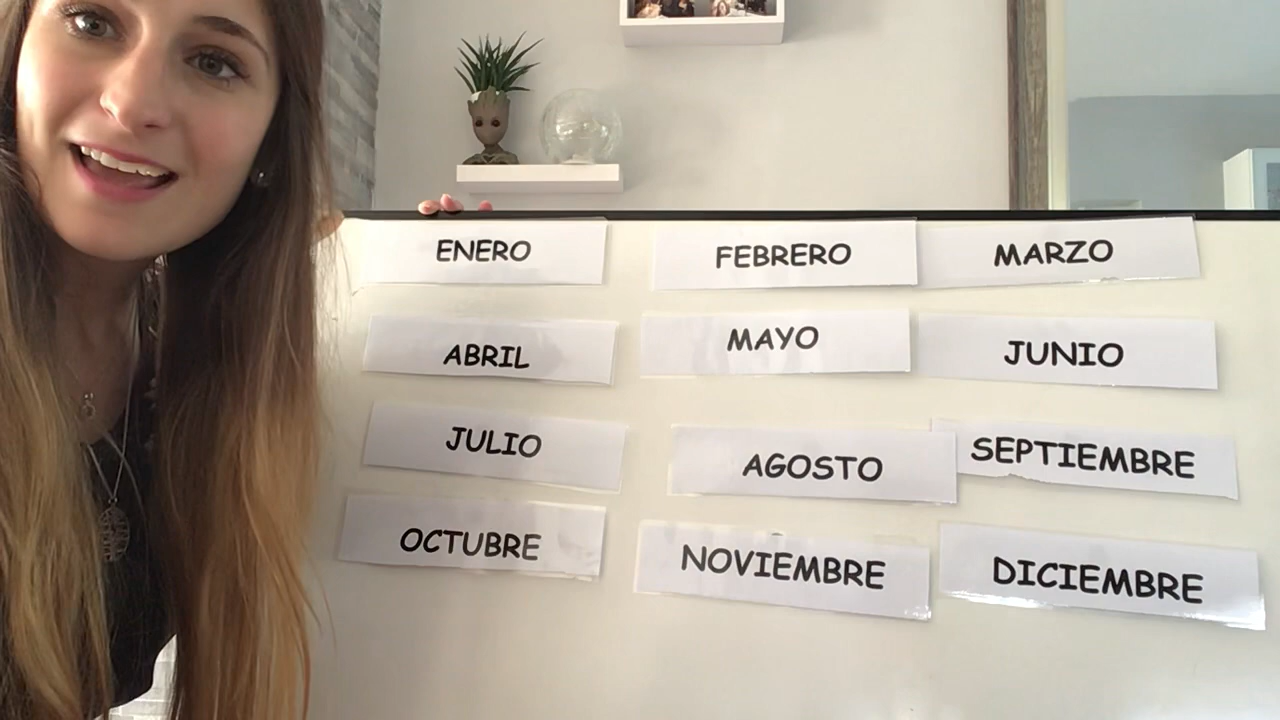 ENERO FEBRERO MARZO
ABRIL MAYO JUNIO
JULIO AGOSTO SEPTIEMBRE
OCTUBRE NOVIEMBRE DICIEMBRE